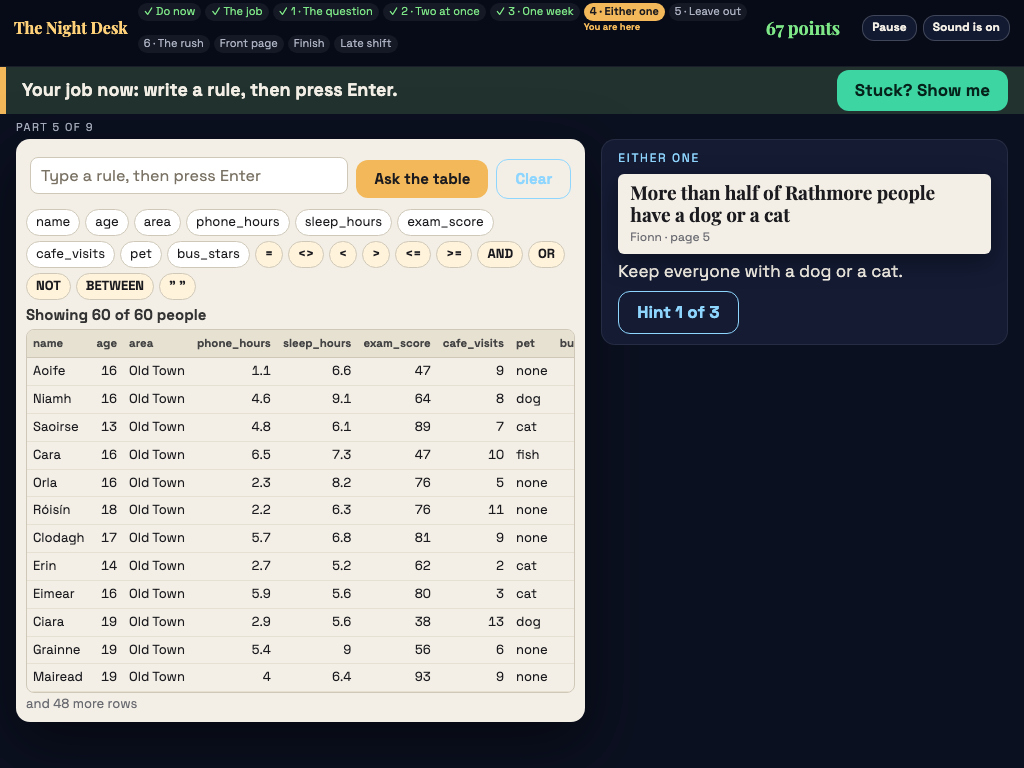 The Night Desk
✓ Do now
✓ The job
✓ 1 · The question
✓ 2 · Two at once
✓ 3 · One week
4 · Either one
5 · Leave out
You are here
6 · The rush
Front page
Finish
Late shift
67 points
Pause
Sound is on
Your job now: write a rule, then press Enter.
Stuck? Show me
PART 5 OF 9
Type a rule, then press Enter
Ask the table
Clear
name age area phone_hours sleep_hours exam_score
cafe_visits pet bus_stars = <> < > <= >= AND OR
NOT BETWEEN " "
Showing 60 of 60 people
name age area phone_hours sleep_hours exam_score cafe_visits pet bu
Aoife 16 Old Town 1.1 6.6 47 9 none
Niamh 16 Old Town 4.6 9.1 64 8 dog
Saoirse 13 Old Town 4.8 6.1 89 7 cat
Cara 16 Old Town 6.5 7.3 47 10 fish
Orla 16 Old Town 2.3 8.2 76 5 none
Róisín 18 Old Town 2.2 6.3 76 11 none
Clodagh 17 Old Town 5.7 6.8 81 9 none
Erin 14 Old Town 2.7 5.2 62 2 cat
Eimear 16 Old Town 5.9 5.6 80 3 cat
Ciara 19 Old Town 2.9 5.6 38 13 dog
Grainne 19 Old Town 5.4 9 56 6 none
Mairead 19 Old Town 4 6.4 93 9 none
and 48 more rows
EITHER ONE
More than half of Rathmore people
have a dog or a cat
Fionn · page 5
Keep everyone with a dog or a cat.
Hint 1 of 3